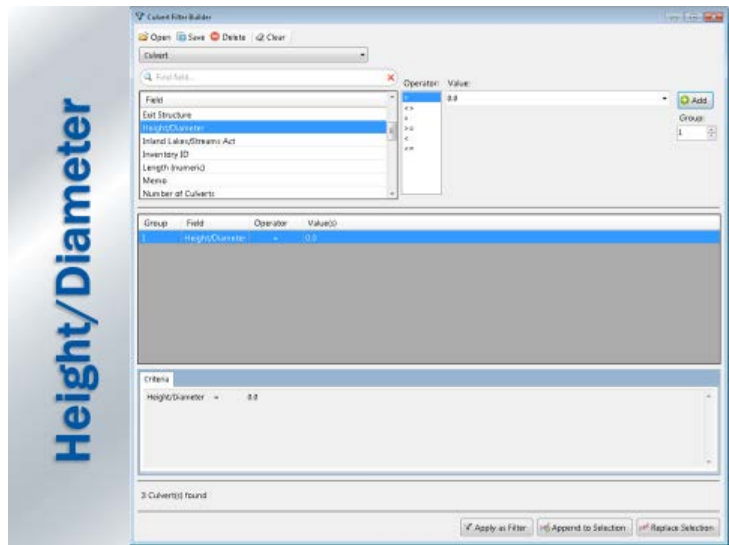 Height/Diameter
Culvert Filter Builder
Open Save Delete Clear
Culvert
Find field...
Operator: Value:
= 0.0
Add
Group:
1
Field
Exit Structure
Height/Diameter
Inland Lakes/Streams Act
Inventory ID
Length (numeric)
Memo
Number of Culverts
<>
>
>=
<
<=
Group Field Operator Value(s)
1 Height/Diameter = 0.0
Criteria
Height/Diameter = 0.0
3 Culvert(s) found
Apply as Filter Append to Selection Replace Selection